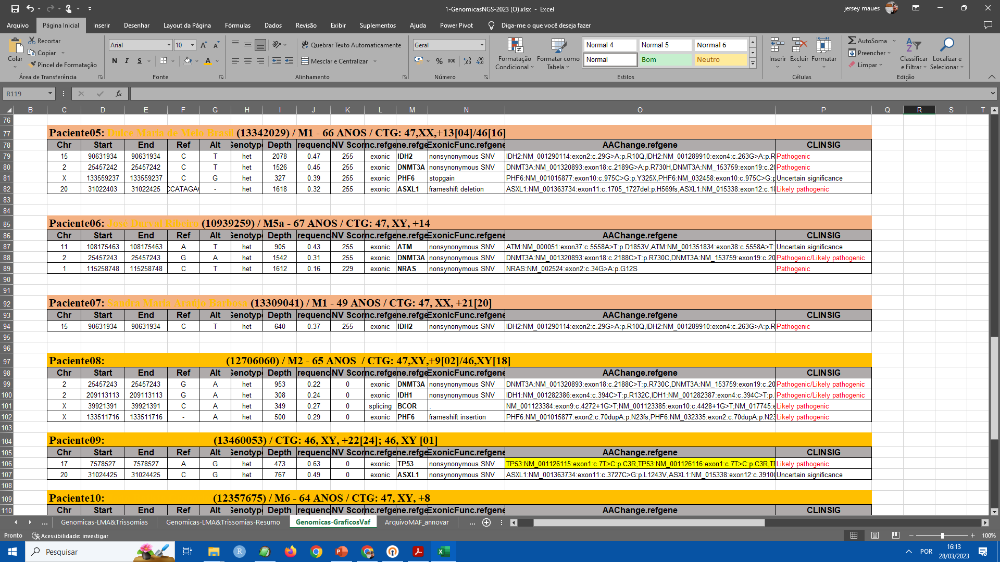 1-GenomicasNGS-2023 (O).xlsx - Excel
jersey maues
Arquivo Página Inicial Inserir Desenhar Layout da Página Fórmulas Dados Revisão Exibir Suplementos Ajuda Power Pivot Diga-me o que você deseja fazer
Colar Recortar Copiar Pincel de Formatação Área de Transferência
Arial 10 N I S Fonte
Quebrar Texto Automaticamente Mesclar e Centralizar Alinhamento
Geral % 000 Número
Formatação Condicional Formatar como Tabela Normal 4 Normal 5 Normal 6 Normal Bom Neutro Estilos
Inserir Excluir Formatar Células
AutoSoma Preencher Limpar Classificar e Filtrar Localizar e Selecionar Edição
R119 fx
B C D E F G H I J K L M N O P Q R S T
76
77 Paciente05: Dulce Maria de Melo Brasil (13342029) / M1 - 66 ANOS / CTG: 47,XX,+13[04]/46[16]
78 Chr Start End Ref Alt Genotype Depth requenc NV Scor nc.refge ne.refge ExonicFunc.refgene AAChange.refgene CLINSIG
79 15 90631934 90631934 C T het 2078 0.47 255 exonic IDH2 nonsynonymous SNV IDH2:NM_001290114:exon2:c.29G>A:p.R10Q,IDH2:NM_001289910:exon4:c.263G>A:p.R Pathogenic
80 2 25457242 25457242 C T het 1526 0.45 255 exonic DNMT3A nonsynonymous SNV DNMT3A:NM_001320893:exon18:c.2189G>A:p.R730H,DNMT3A:NM_153759:exon19:c.20 Pathogenic
81 X 133559237 133559237 C G het 327 0.39 255 exonic PHF6 stopgain PHF6:NM_001015877:exon10:c.975C>G:p.Y325X,PHF6:NM_032458:exon10:c.975C>G:p Uncertain significance
82 20 31022403 31022425 CCATAGA - het 1618 0.32 255 exonic ASXL1 frameshift deletion ASXL1:NM_001363734:exon11:c.1705_1727del:p.H569fs,ASXL1:NM_015338:exon12:c.18 Likely pathogenic
83
84
85 Paciente06: José Durval Ribeiro (10939259) / M5a - 67 ANOS / CTG: 47, XY, +14
86 Chr Start End Ref Alt Genotype Depth requenc NV Scor nc.refge ne.refge ExonicFunc.refgene AAChange.refgene CLINSIG
87 11 108175463 108175463 A T het 905 0.43 255 exonic ATM nonsynonymous SNV ATM:NM_000051:exon37:c.5558A>T:p.D1853V,ATM:NM_001351834:exon38:c.5558A>T: Uncertain significance
88 2 25457243 25457243 G A het 1542 0.31 255 exonic DNMT3A nonsynonymous SNV DNMT3A:NM_001320893:exon18:c.2188C>T:p.R730C,DNMT3A:NM_153759:exon19:c.20 Pathogenic/Likely pathogenic
89 1 115258748 115258748 C T het 1612 0.16 229 exonic NRAS nonsynonymous SNV NRAS:NM_002524:exon2:c.34G>A:p.G12S Pathogenic
90
91
92 Paciente07: Sandra Maria Araújo Barbosa (13309041) / M1 - 49 ANOS / CTG: 47, XX, +21[20]
93 Chr Start End Ref Alt Genotype Depth requenc NV Scor nc.refge ne.refge ExonicFunc.refgene AAChange.refgene CLINSIG
94 15 90631934 90631934 C T het 640 0.37 255 exonic IDH2 nonsynonymous SNV IDH2:NM_001290114:exon2:c.29G>A:p.R10Q,IDH2:NM_001289910:exon4:c.263G>A:p.R Pathogenic
95
96
97 Paciente08: (12706060) / M2 - 65 ANOS / CTG: 47,XY,+9[02]/46,XY[18]
98 Chr Start End Ref Alt Genotype Depth requenc NV Scor nc.refge ne.refge ExonicFunc.refgene AAChange.refgene CLINSIG
99 2 25457243 25457243 G A het 953 0.22 0 exonic DNMT3A nonsynonymous SNV DNMT3A:NM_001320893:exon18:c.2188C>T:p.R730C,DNMT3A:NM_153759:exon19:c.20 Pathogenic/Likely pathogenic
100 2 209113113 209113113 G A het 308 0.24 0 exonic IDH1 nonsynonymous SNV IDH1:NM_001282386:exon4:c.394C>T:p.R132C,IDH1:NM_001282387:exon4:c.394C>T:p. Pathogenic/Likely pathogenic
101 X 39921391 39921391 C A het 349 0.27 0 splicing BCOR . NM_001123384:exon9:c.4272+1G>T;NM_001123385:exon10:c.4428+1G>T;NM_017745:e Likely pathogenic
102 X 133511716 133511716 - A het 500 0.29 0 exonic PHF6 frameshift insertion PHF6:NM_001015877:exon2:c.70dupA:p.N23fs,PHF6:NM_032335:exon2:c.70dupA:p.N23 Likely pathogenic
103
104 Paciente09: (13460053) / CTG: 46, XY, +22[24]; 46, XY [01]
105 Chr Start End Ref Alt Genotype Depth requenc NV Scor nc.refge ne.refge ExonicFunc.refgene AAChange.refgene CLINSIG
106 17 7578527 7578527 A G het 473 0.63 0 exonic TP53 nonsynonymous SNV TP53:NM_001126115:exon1:c.7T>C:p.C3R,TP53:NM_001126116:exon1:c.7T>C:p.C3R,TP Likely pathogenic
107 20 31024425 31024425 C G het 767 0.49 0 exonic ASXL1 nonsynonymous SNV ASXL1:NM_001363734:exon11:c.3727C>G:p.L1243V,ASXL1:NM_015338:exon12:c.3910 Uncertain significance
108
109 Paciente10: (12357675) / M6 - 64 ANOS / CTG: 47, XY, +8
110 Chr Start End Ref Alt Genotype Depth requenc NV Scor nc.refge ne.refge ExonicFunc.refgene AAChange.refgene CLINSIG
... Genomicas-LMA&Trissomias Genomicas-LMA&Trissomias-Resumo Genomicas-GraficosVaf ArquivoMAF_annovar ...
Pronto Acessibilidade: investigar 100%
Pesquisar POR 16:13
28/03/2023